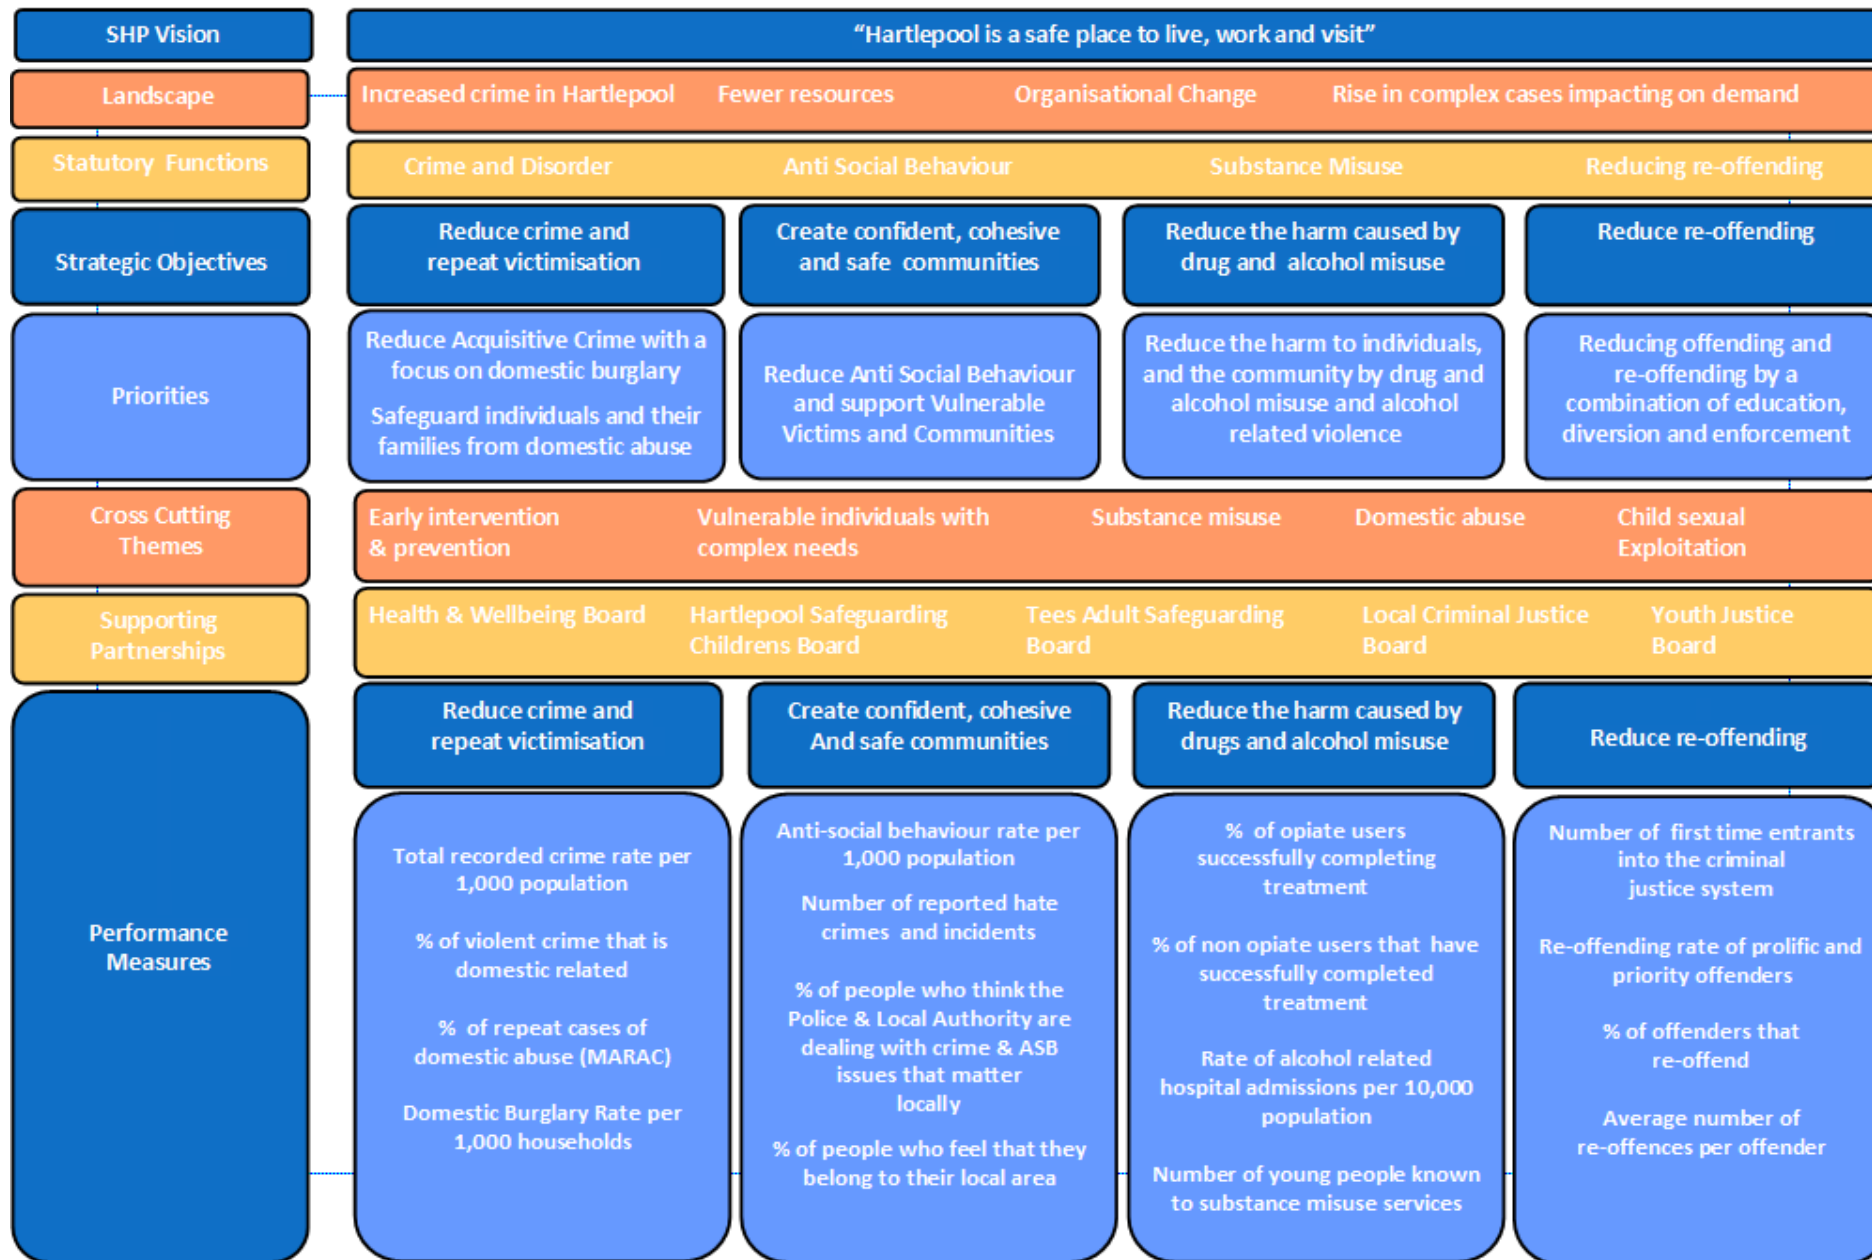 SHP Vision
“Hartlepool is a safe place to live, work and visit”
Landscape
Increased crime in Hartlepool
Fewer resources
Organisational Change
Rise in complex cases impacting on demand
Statutory Functions
Crime and Disorder
Anti Social Behaviour
Substance Misuse
Reducing re-offending
Strategic Objectives
Reduce crime and
repeat victimisation
Create confident, cohesive
and safe communities
Reduce the harm caused by
drug and alcohol misuse
Reduce re-offending
Priorities
Reduce Acquisitive Crime with a
focus on domestic burglary
Safeguard individuals and their
families from domestic abuse
Reduce Anti Social Behaviour
and support Vulnerable
Victims and Communities
Reduce the harm to individuals,
and the community by drug and
alcohol misuse and alcohol
related violence
Reducing offending and
re-offending by a
combination of education,
diversion and enforcement
Cross Cutting
Themes
Early intervention
& prevention
Vulnerable individuals with
complex needs
Substance misuse
Domestic abuse
Child sexual
Exploitation
Supporting
Partnerships
Health & Wellbeing Board
Hartlepool Safeguarding
Childrens Board
Tees Adult Safeguarding
Board
Local Criminal Justice
Board
Youth Justice
Board
Performance
Measures
Reduce crime and
repeat victimisation
Create confident, cohesive
And safe communities
Reduce the harm caused by
drugs and alcohol misuse
Reduce re-offending
Total recorded crime rate per
1,000 population
% of violent crime that is
domestic related
% of repeat cases of
domestic abuse (MARAC)
Domestic Burglary Rate per
1,000 households
Anti-social behaviour rate per
1,000 population
Number of reported hate
crimes and incidents
% of people who think the
Police & Local Authority are
dealing with crime & ASB
issues that matter
locally
% of people who feel that they
belong to their local area
% of opiate users
successfully completing
treatment
% of non opiate users that have
successfully completed
treatment
Rate of alcohol related
hospital admissions per 10,000
population
Number of young people known
to substance misuse services
Number of first time entrants
into the criminal
justice system
Re-offending rate of prolific and
priority offenders
% of offenders that
re-offend
Average number of
re-offences per offender